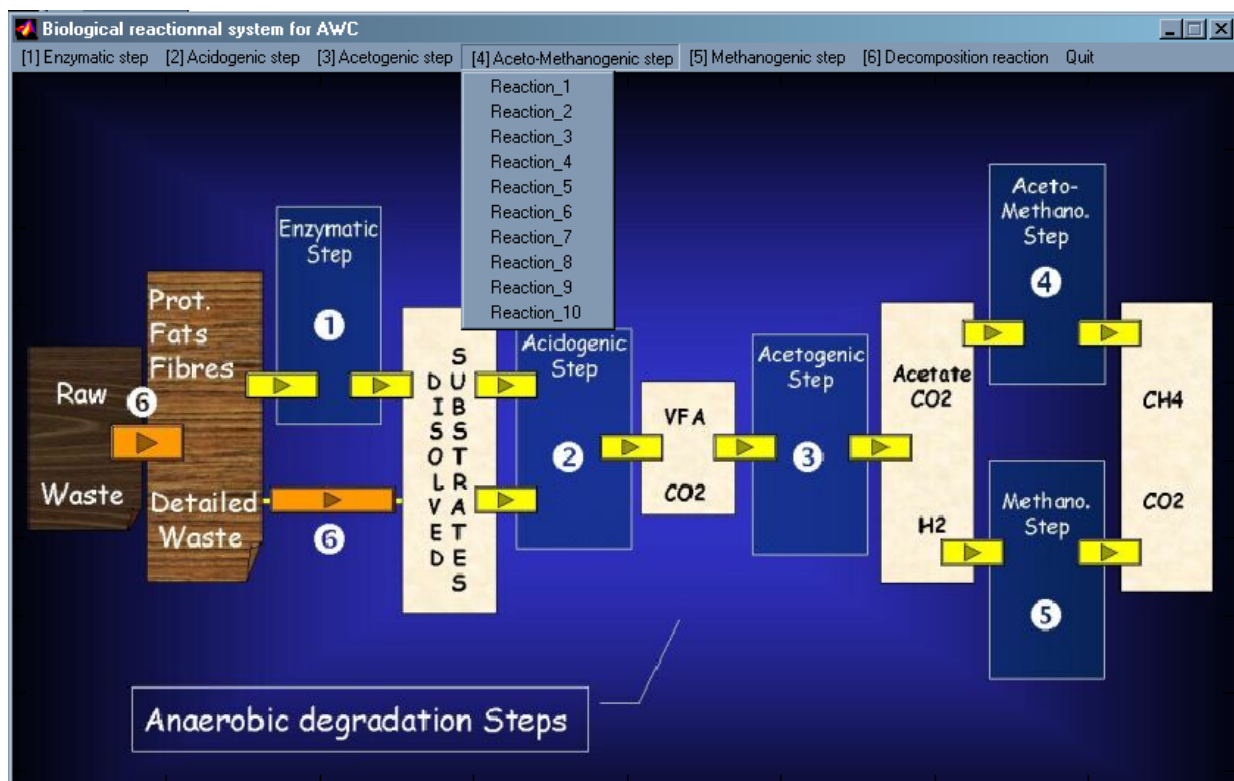 Biological reactionnal system for AWC
[1] Enzymatic step [2] Acidogenic step [3] Acetogenic step [4] Aceto-Methanogenic step [5] Methanogenic step [6] Decomposition reaction Quit
Reaction_1
Reaction_2
Reaction_3
Reaction_4
Reaction_5
Reaction_6
Reaction_7
Reaction_8
Reaction_9
Reaction_10
Raw
Waste
6
Prot.
Fats
Fibres
Detailed
Waste
6
Enzymatic
Step
1
DISOLVED
SUBSTRATES
Acidogenic
Step
2
VFA
CO2
Acetogenic
Step
3
Acetate
CO2
H2
Aceto-
Methano.
Step
4
Methano.
Step
5
CH4
CO2
Anaerobic degradation Steps